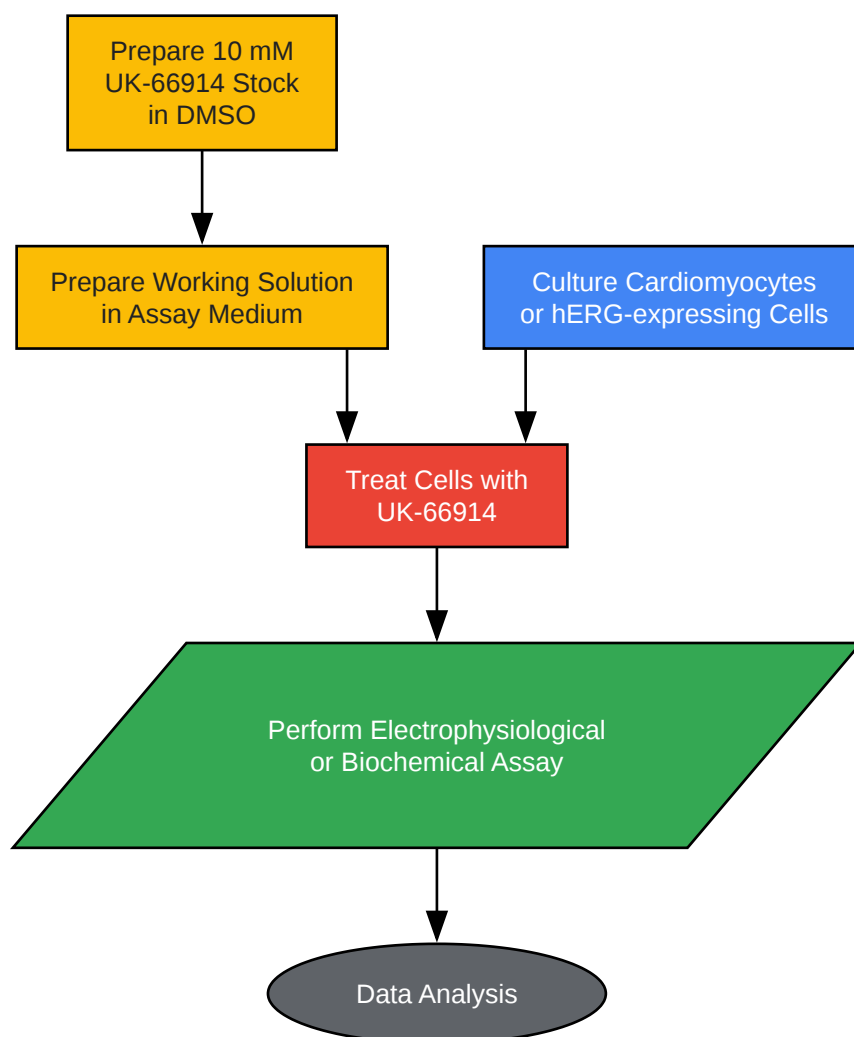 Prepare 10 mM
UK-66914 Stock
in DMSO
Prepare Working Solution
in Assay Medium
Culture Cardiomyocytes
or hERG-expressing Cells
Treat Cells with
UK-66914
Perform Electrophysiological
or Biochemical Assay
Data Analysis